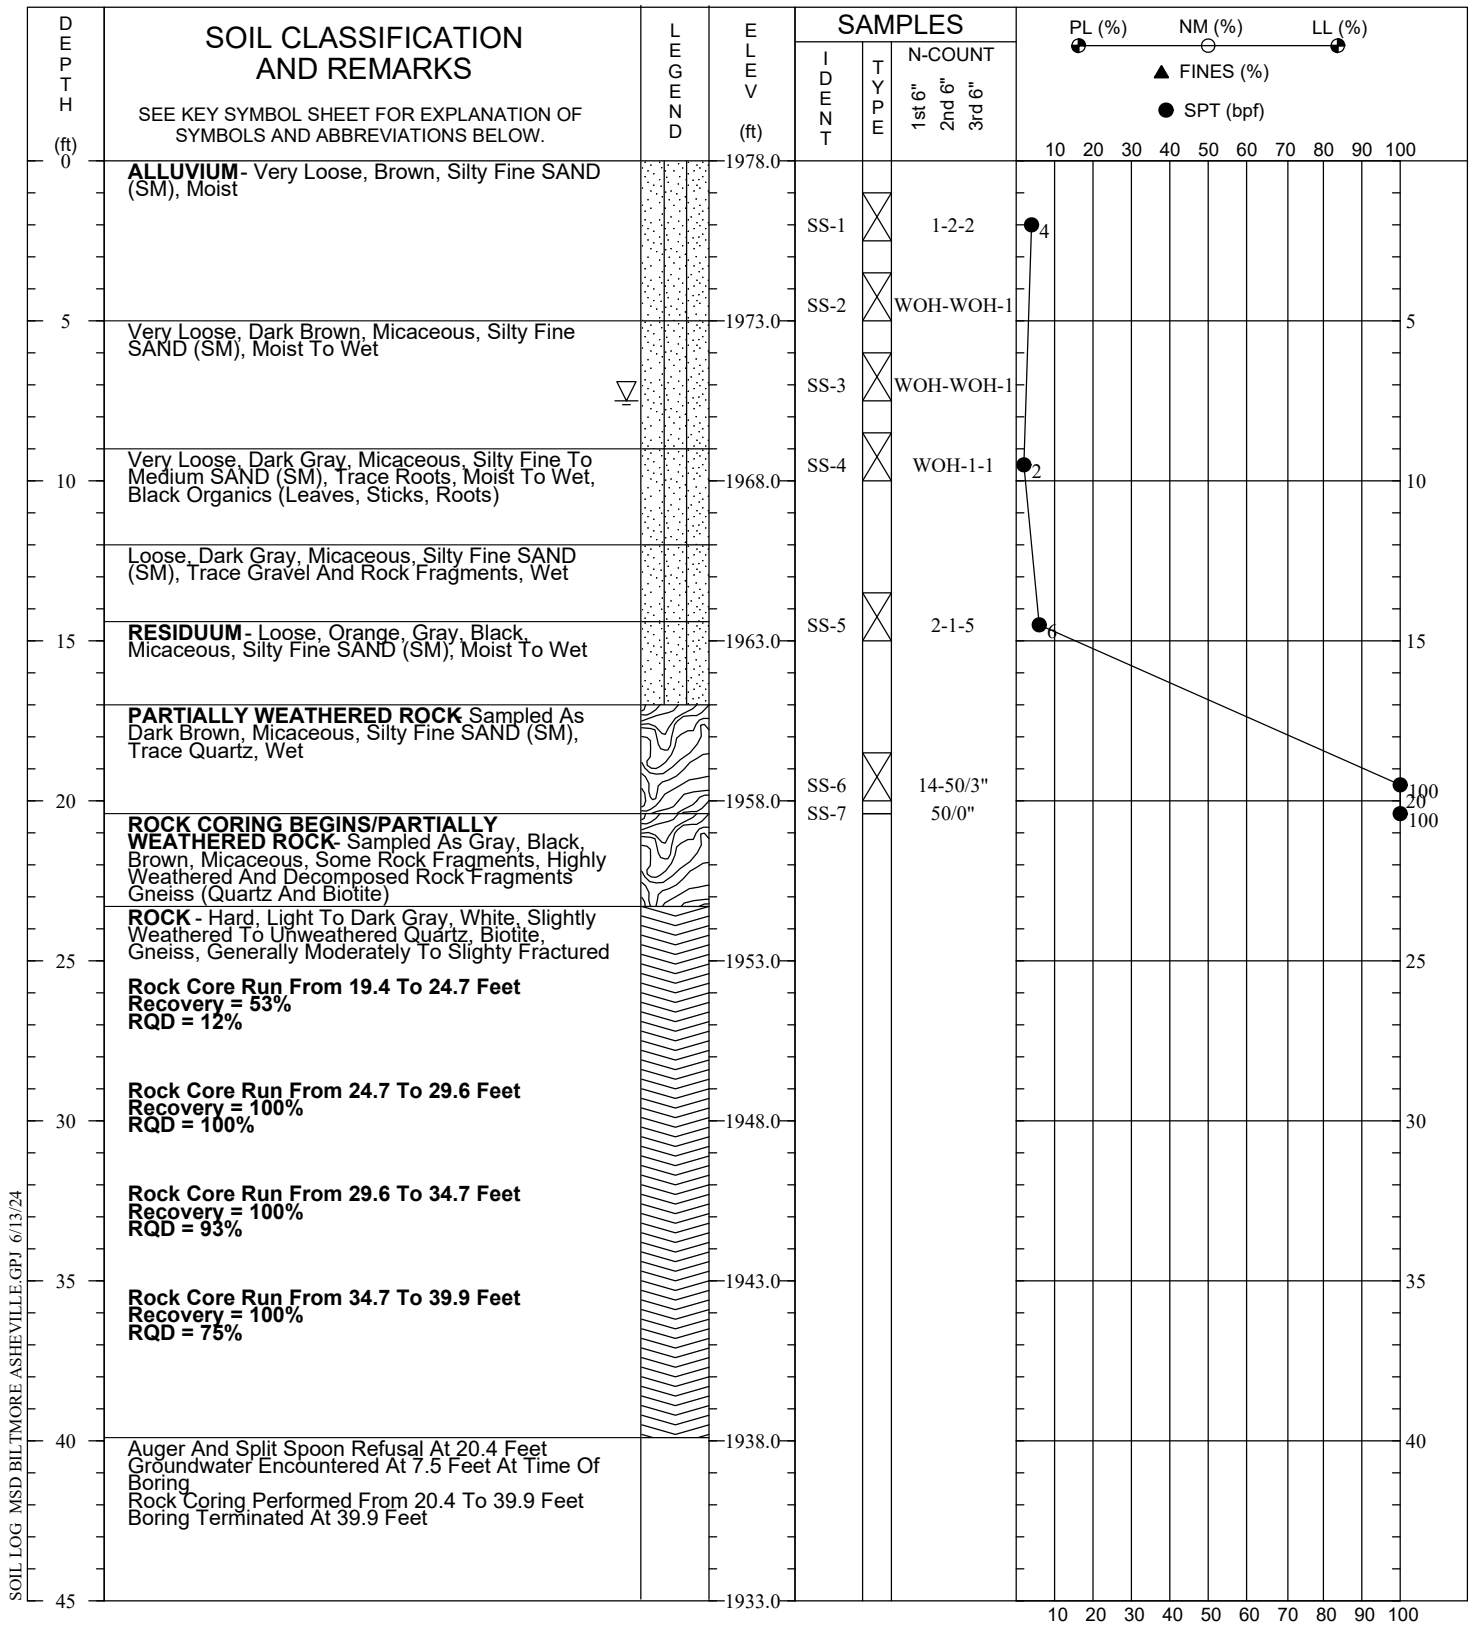 DEPTH
(ft)
SOIL CLASSIFICATION
AND REMARKS
SEE KEY SYMBOL SHEET FOR EXPLANATION OF
SYMBOLS AND ABBREVIATIONS BELOW.
LEGEND
ELEV
(ft)
SAMPLES
IDENT
TYPE
N-COUNT
1st 6"
2nd 6"
3rd 6"
PL (%) NM (%) LL (%)
FINES (%)
SPT (bpf)
10 20 30 40 50 60 70 80 90 100
0
ALLUVIUM - Very Loose, Brown, Silty Fine SAND
(SM), Moist
1978.0
SS-1 1-2-2 4
SS-2 WOH-WOH-1
5 1973.0 5
Very Loose, Dark Brown, Micaceous, Silty Fine
SAND (SM), Moist To Wet
SS-3 WOH-WOH-1
Very Loose, Dark Gray, Micaceous, Silty Fine To
Medium SAND (SM), Trace Roots, Moist To Wet,
Black Organics (Leaves, Sticks, Roots)
SS-4 WOH-1-1 2
10 1968.0 10
Loose, Dark Gray, Micaceous, Silty Fine SAND
(SM), Trace Gravel And Rock Fragments, Wet
SS-5 2-1-5 6
RESIDUUM - Loose, Orange, Gray, Black,
Micaceous, Silty Fine SAND (SM), Moist To Wet
15 1963.0 15
PARTIALLY WEATHERED ROCK - Sampled As
Dark Brown, Micaceous, Silty Fine SAND (SM),
Trace Quartz, Wet
SS-6 14-50/3" 100
20 1958.0 20
SS-7 50/0" 100
ROCK CORING BEGINS/PARTIALLY
WEATHERED ROCK - Sampled As Gray, Black,
Brown, Micaceous, Some Rock Fragments, Highly
Weathered And Decomposed Rock Fragments
Gneiss (Quartz And Biotite)
ROCK - Hard, Light To Dark Gray, White, Slightly
Weathered To Unweathered Quartz, Biotite,
Gneiss, Generally Moderately To Slighty Fractured
25 1953.0 25
Rock Core Run From 19.4 To 24.7 Feet
Recovery = 53%
RQD = 12%
Rock Core Run From 24.7 To 29.6 Feet
Recovery = 100%
RQD = 100%
30 1948.0 30
Rock Core Run From 29.6 To 34.7 Feet
Recovery = 100%
RQD = 93%
35 1943.0 35
Rock Core Run From 34.7 To 39.9 Feet
Recovery = 100%
RQD = 75%
40 1938.0 40
Auger And Split Spoon Refusal At 20.4 Feet
Groundwater Encountered At 7.5 Feet At Time Of
Boring
Rock Coring Performed From 20.4 To 39.9 Feet
Boring Terminated At 39.9 Feet
45 1933.0
10 20 30 40 50 60 70 80 90 100
SOIL LOG MSD BILTMORE ASHEVILLE.GPJ 6/13/24